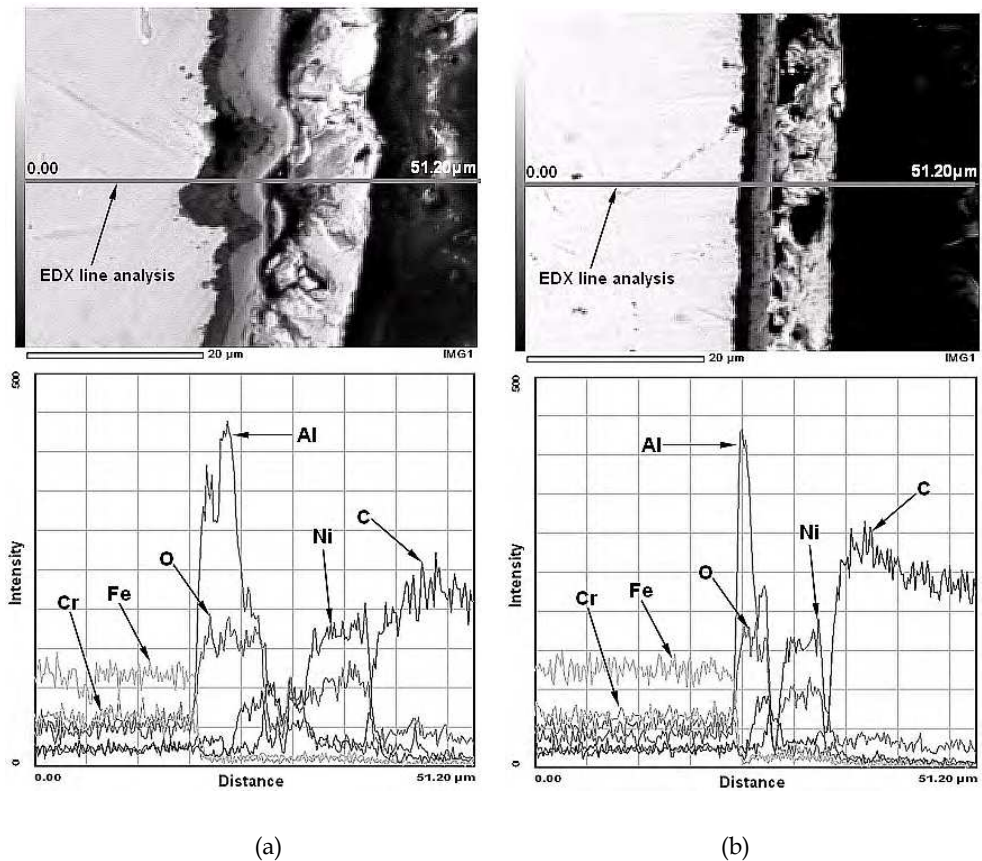 0.00 51.20µm
EDX line analysis
20 µm IMG1
500
Al
C
Ni
O
Fe
Cr
Intensity
0
0.00 Distance 51.20 µm
(a)
0.00 51.20µm
EDX line analysis
20 µm IMG1
500
Al
C
Ni
O
Fe
Cr
Intensity
0
0.00 Distance 51.20 µm
(b)